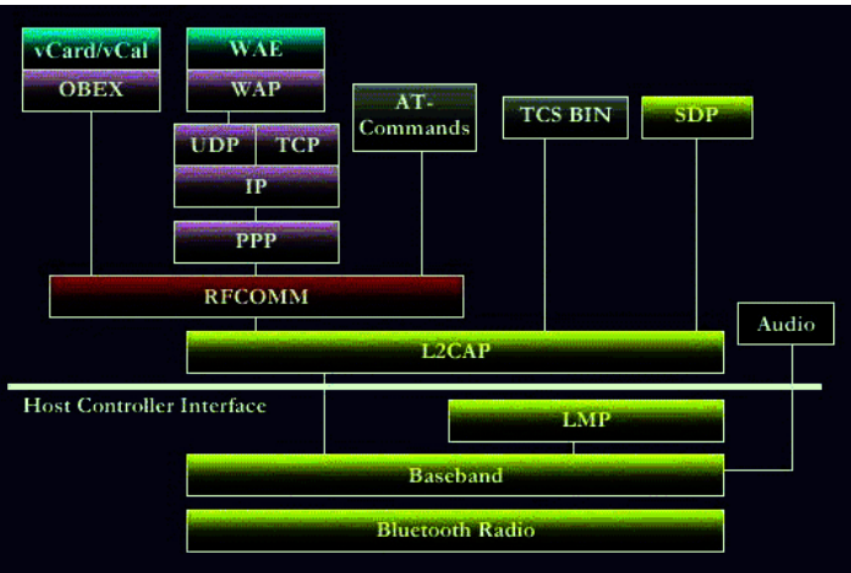 vCard/vCal
OBEX
WAE
WAP
UDP TCP
IP
PPP
AT-
Commands
TCS BIN
SDP
RFCOMM
Audio
L2CAP
Host Controller Interface
LMP
Baseband
Bluetooth Radio